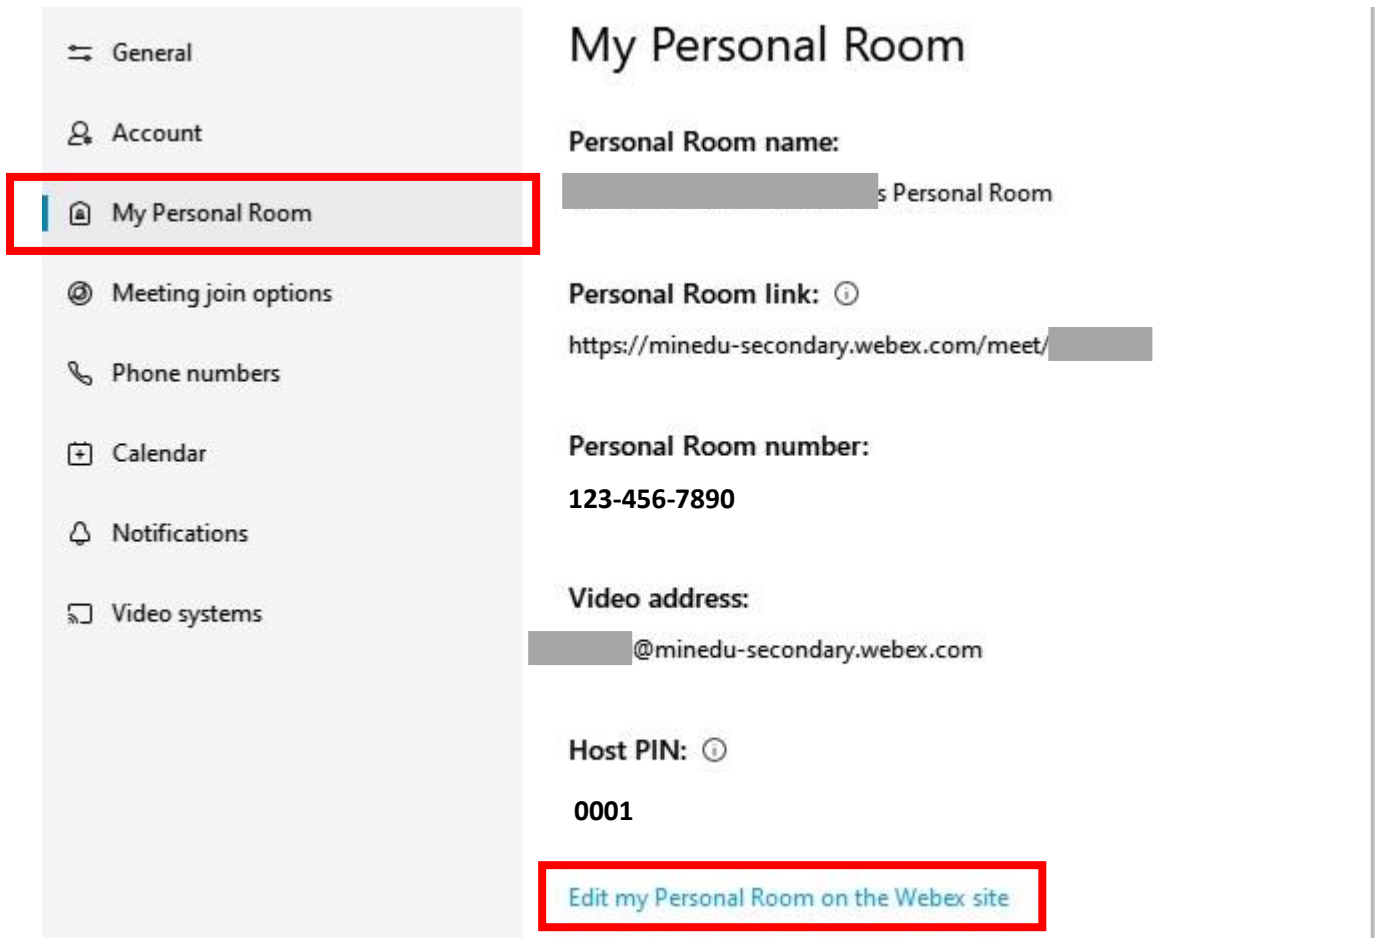 General
Account
My Personal Room
Meeting join options
Phone numbers
Calendar
Notifications
Video systems
My Personal Room
Personal Room name:
s Personal Room
Personal Room link:
https://minedu-secondary.webex.com/meet/
Personal Room number:
123-456-7890
Video address:
@minedu-secondary.webex.com
Host PIN:
0001
Edit my Personal Room on the Webex site